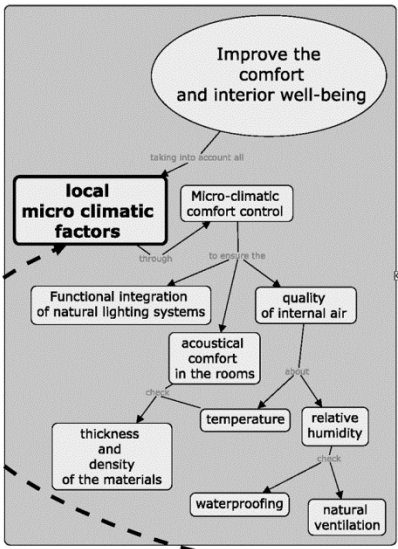 Improve the
comfort
and interior well-being
taking into account all
local
micro climatic
factors
Micro-climatic
comfort control
through
to ensure the
Functional integration
of natural lighting systems
quality
of internal air
acoustical
comfort
in the rooms
about
check
temperature
relative
humidity
thickness
and
density
of the materials
check
waterproofing
natural
ventilation